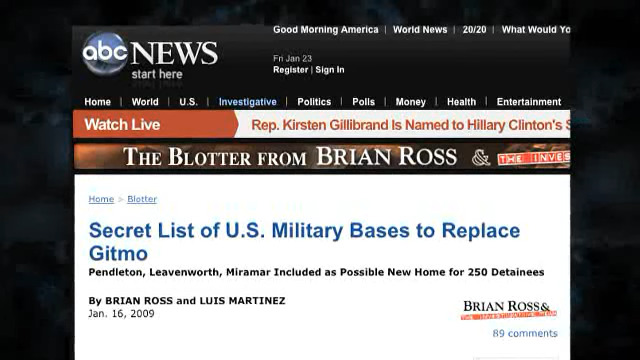 Good Morning America | World News | 20/20 | What Would Yo
abc NEWS
start here
Fri Jan 23
Register | Sign In
Home | World | U.S. | Investigative | Politics | Polls | Money | Health | Entertainment
Watch Live Rep. Kirsten Gillibrand Is Named to Hillary Clinton's S
THE BLOTTER FROM BRIAN ROSS & THE INVES
Home > Blotter
Secret List of U.S. Military Bases to Replace
Gitmo
Pendleton, Leavenworth, Miramar Included as Possible New Home for 250 Detainees
By BRIAN ROSS and LUIS MARTINEZ
Jan. 16, 2009
BRIAN ROSS&
THE INVESTIGATIVE TEAM
89 comments